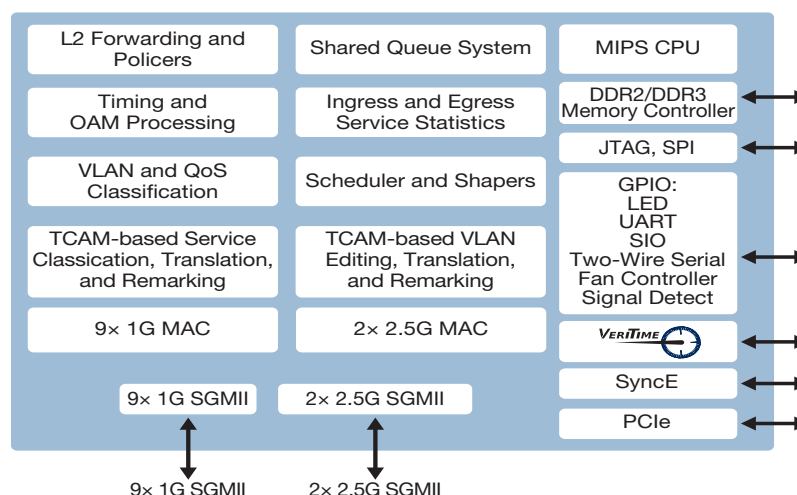 L2 Forwarding and
Policers
Shared Queue System
MIPS CPU
Timing and
OAM Processing
Ingress and Egress
Service Statistics
DDR2/DDR3
Memory Controller
JTAG, SPI
VLAN and QoS
Classification
Scheduler and Shapers
GPIO:
LED
UART
SIO
Two-Wire Serial
Fan Controller
Signal Detect
TCAM-based Service
Classication, Translation,
and Remarking
TCAM-based VLAN
Editing, Translation,
and Remarking
9× 1G MAC
2× 2.5G MAC
VERITIME
SyncE
PCIe
9× 1G SGMII
2× 2.5G SGMII
9× 1G SGMII
2× 2.5G SGMII